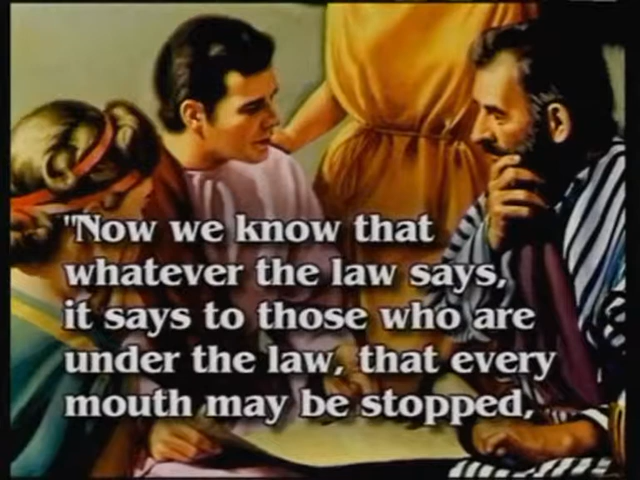 "Now we know that
whatever the law says,
it says to those who are
under the law, that every
mouth may be stopped,